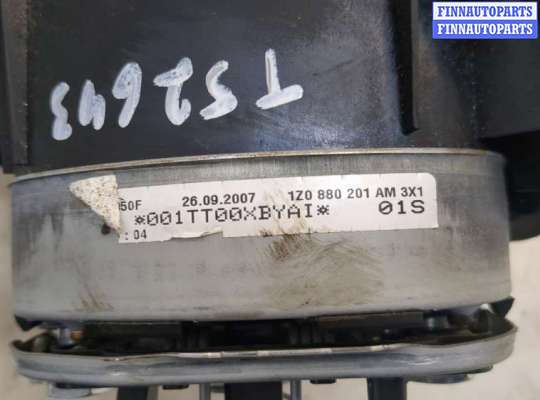 FINNAUTOPARTS
FINNAUTOPARTS
T52643
50F 26.09.2007 1Z0 880 201 AM 3X1
*001TT00XBYAI* 01S
: 04